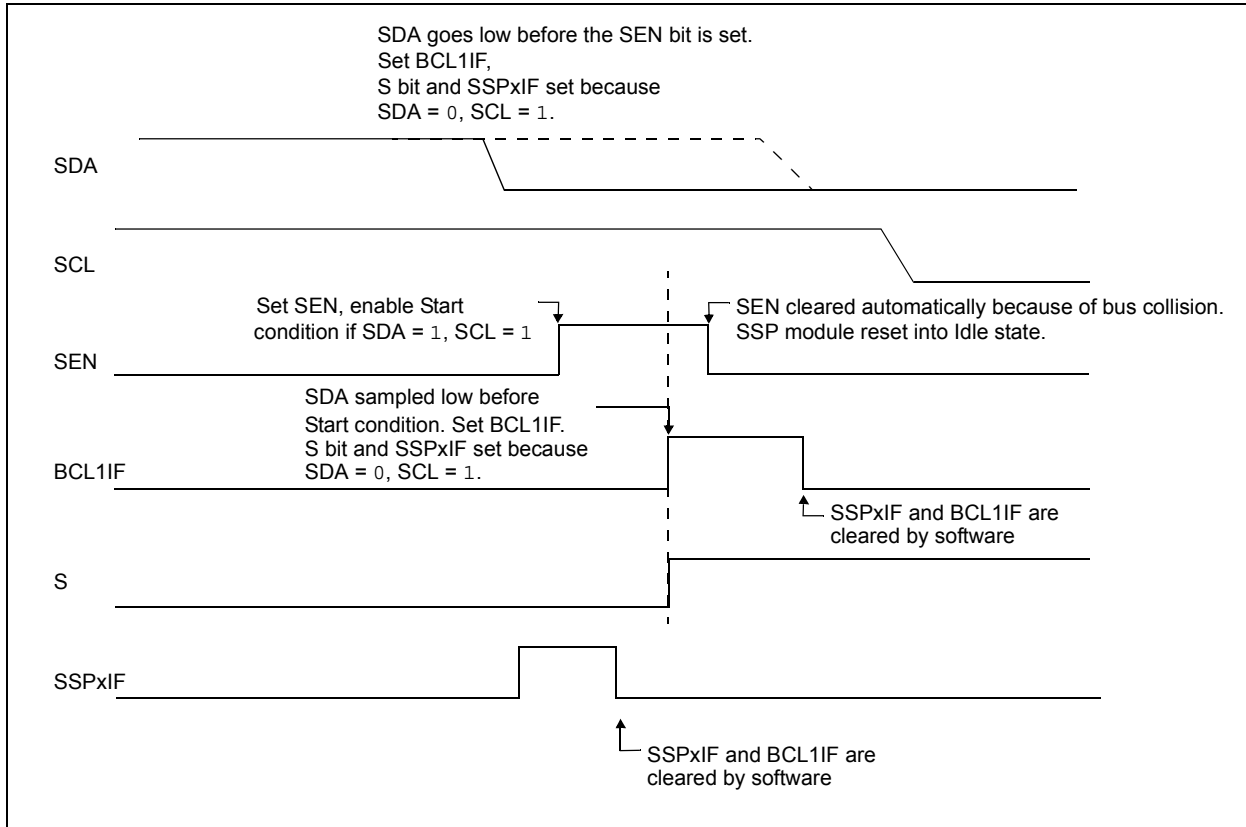 SDA goes low before the SEN bit is set.
Set BCL1IF,
S bit and SSPxIF set because
SDA = 0, SCL = 1.
SDA
SCL
Set SEN, enable Start
condition if SDA = 1, SCL = 1
SEN cleared automatically because of bus collision.
SSP module reset into Idle state.
SEN
SDA sampled low before
Start condition. Set BCL1IF.
S bit and SSPxIF set because
SDA = 0, SCL = 1.
BCL1IF
SSPxIF and BCL1IF are
cleared by software
S
SSPxIF
SSPxIF and BCL1IF are
cleared by software